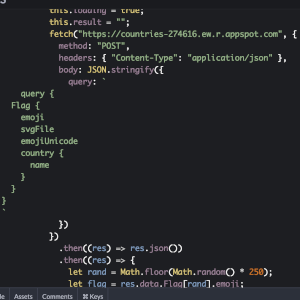 this.loading = true;
this.result = "";
fetch("https://countries-274616.ew.r.appspot.com", {
method: "POST",
headers: { "Content-Type": "application/json" },
body: JSON.stringify({
query: `
query {
Flag {
emoji
svgFile
emojiUnicode
country {
name
}
}
}
`
})
})
.then((res) => res.json())
.then((res) => {
let rand = Math.floor(Math.random() * 250);
let flag = res.data.Flag[rand].emoji;
Assets Comments ⌘ Keys